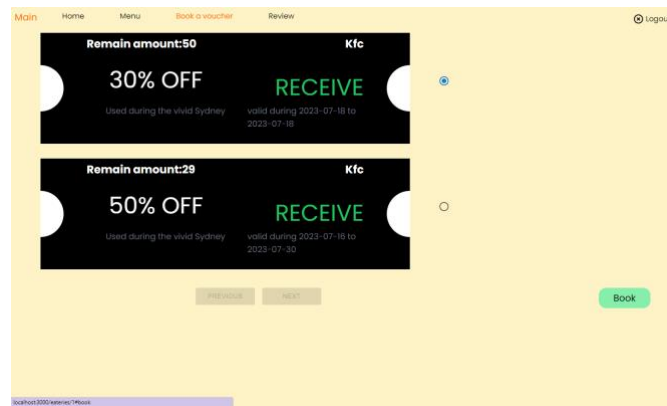 Main Home Menu Book a voucher Review Logou
Remain amount:50 Kfc
30% OFF RECEIVE
Used during the vivid Sydney valid during 2023-07-18 to
2023-07-18
Remain amount:29 Kfc
50% OFF RECEIVE
Used during the vivid Sydney valid during 2023-07-16 to
2023-07-30
PREVIOUS NEXT
Book
localhost:3000/eateries/1#book